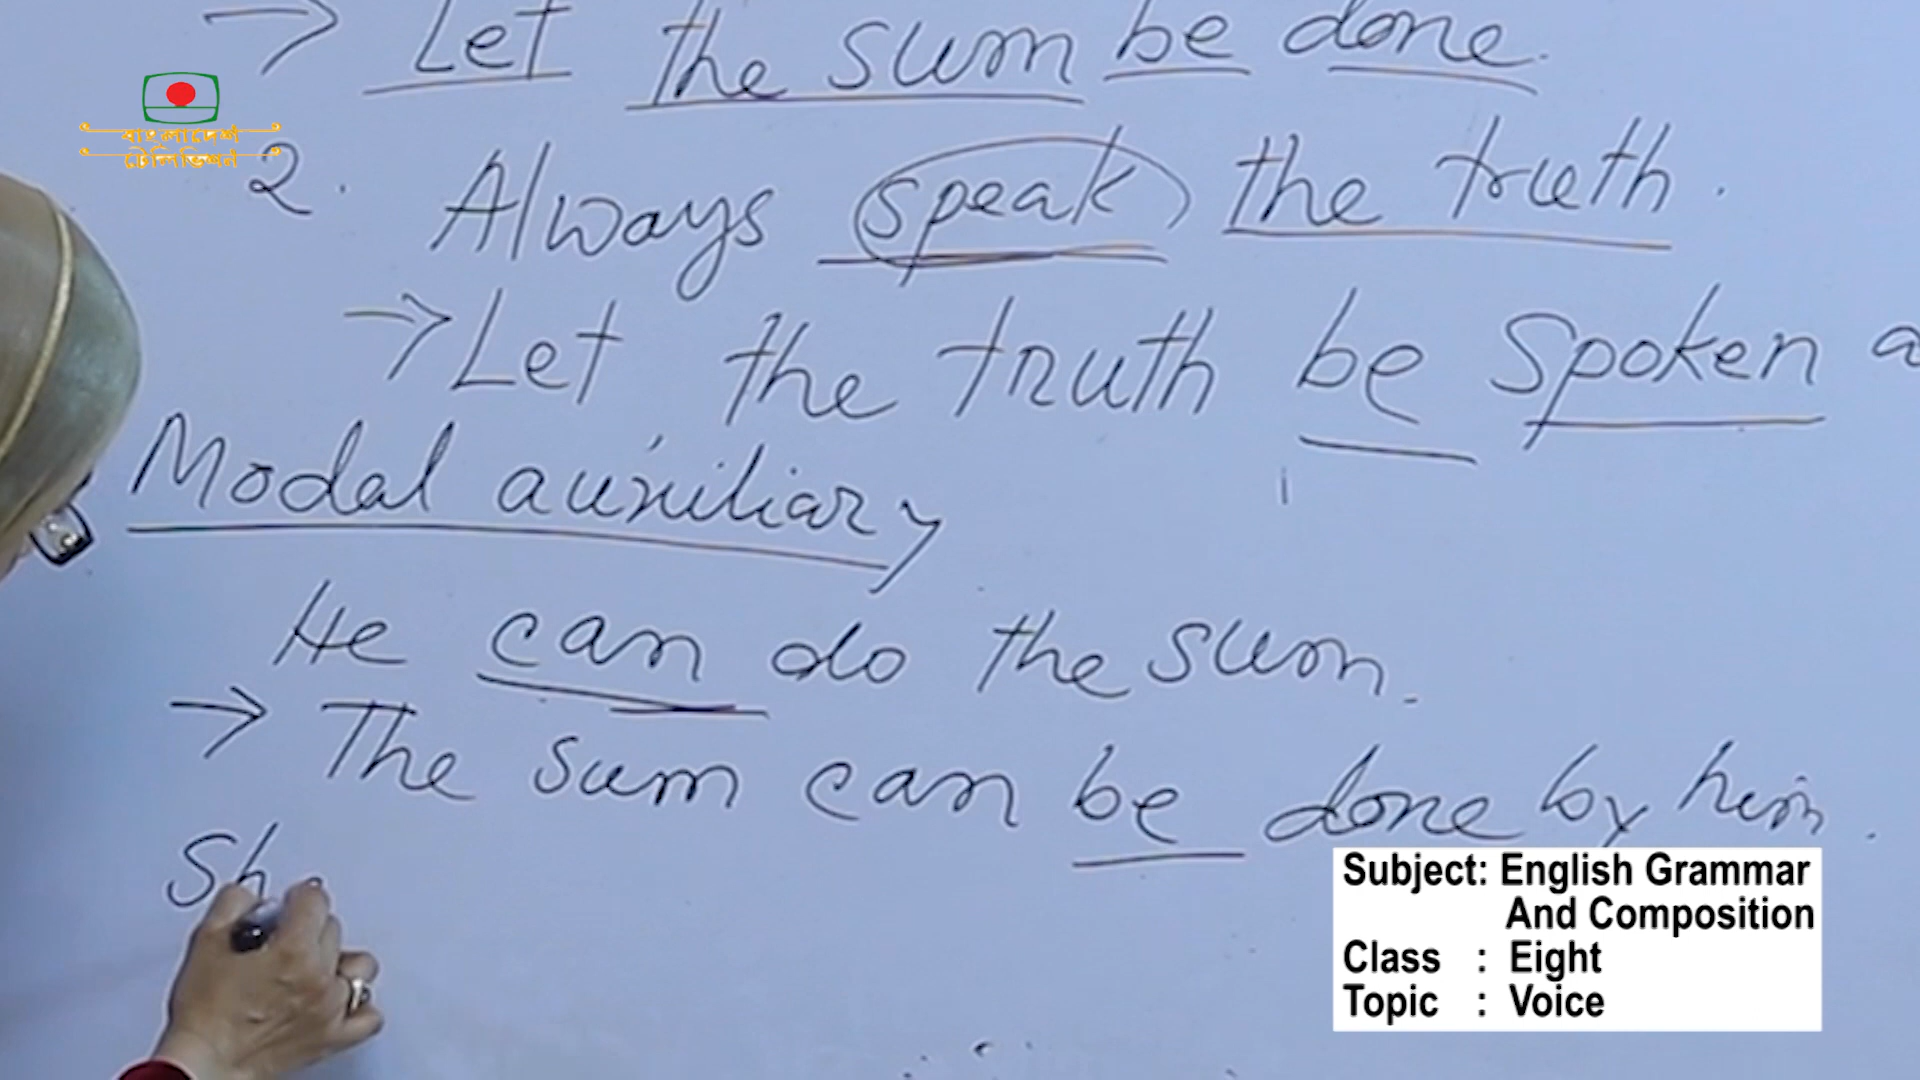 → Let the sum be done.
বাংলাদেশ
টেলিভিশন
2. Always speak the truth.
→ Let the truth be spoken a
Modal auxiliary
He can do the sum.
→ The sum can be done by him.
Sh
Subject: English Grammar
And Composition
Class : Eight
Topic : Voice